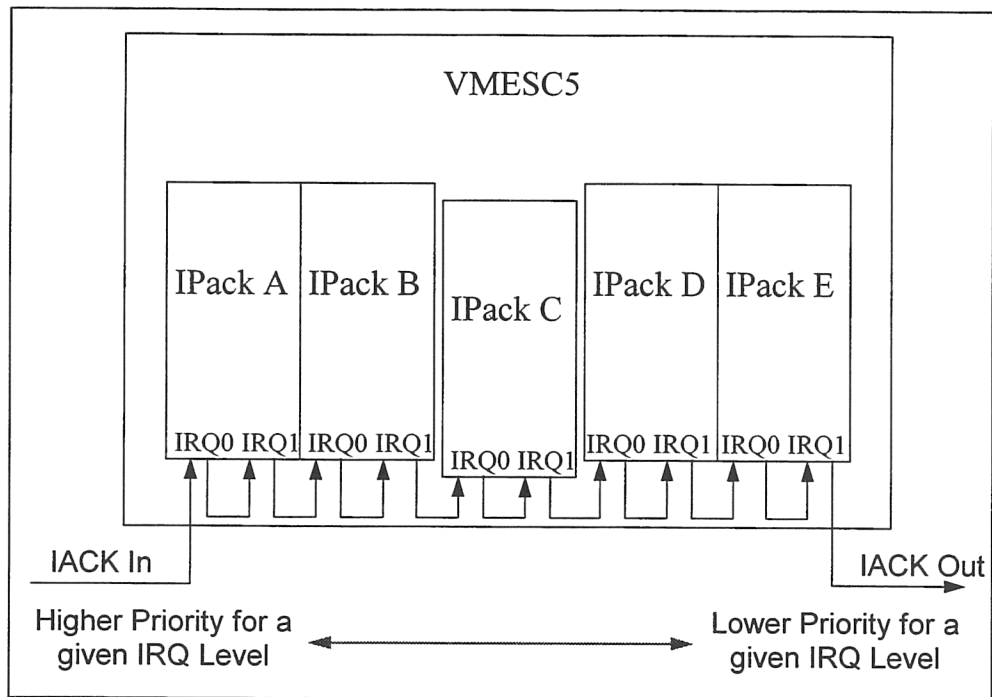 VMESC5
IPack A
IPack B
IPack C
IPack D
IPack E
IRQ0 IRQ1
IRQ0 IRQ1
IRQ0 IRQ1
IRQ0 IRQ1
IRQ0 IRQ1
IACK In
IACK Out
Higher Priority for a
given IRQ Level
Lower Priority for a
given IRQ Level